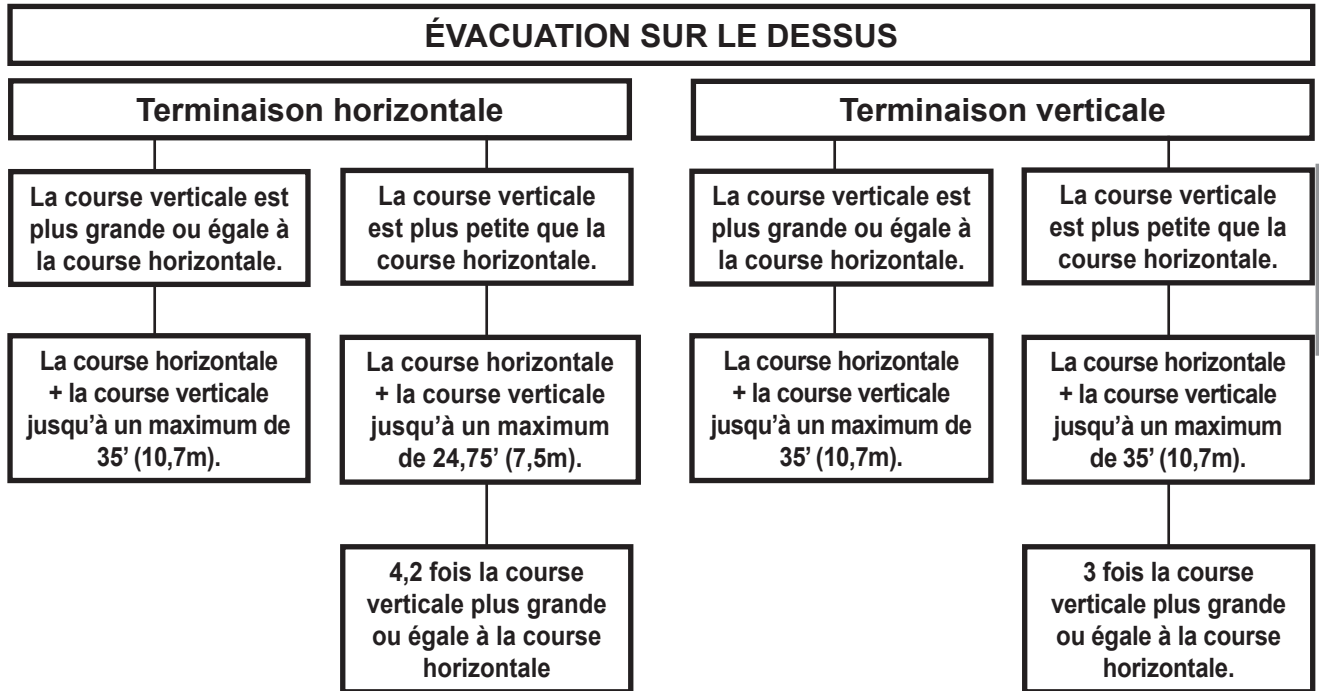 ÉVACUATION SUR LE DESSUS
Terminaison horizontale
La course verticale est
plus grande ou égale à
la course horizontale.
La course horizontale
+ la course verticale
jusqu’à un maximum de
35’ (10,7m).
La course verticale
est plus petite que la
course horizontale.
La course horizontale
+ la course verticale
jusqu’à un maximum
de 24,75’ (7,5m).
4,2 fois la course
verticale plus grande
ou égale à la course
horizontale
Terminaison verticale
La course verticale est
plus grande ou égale à
la course horizontale.
La course horizontale
+ la course verticale
jusqu’à un maximum de
35’ (10,7m).
La course verticale
est plus petite que la
course horizontale.
La course horizontale
+ la course verticale
jusqu’à un maximum
de 35’ (10,7m).
3 fois la course
verticale plus grande
ou égale à la course
horizontale.